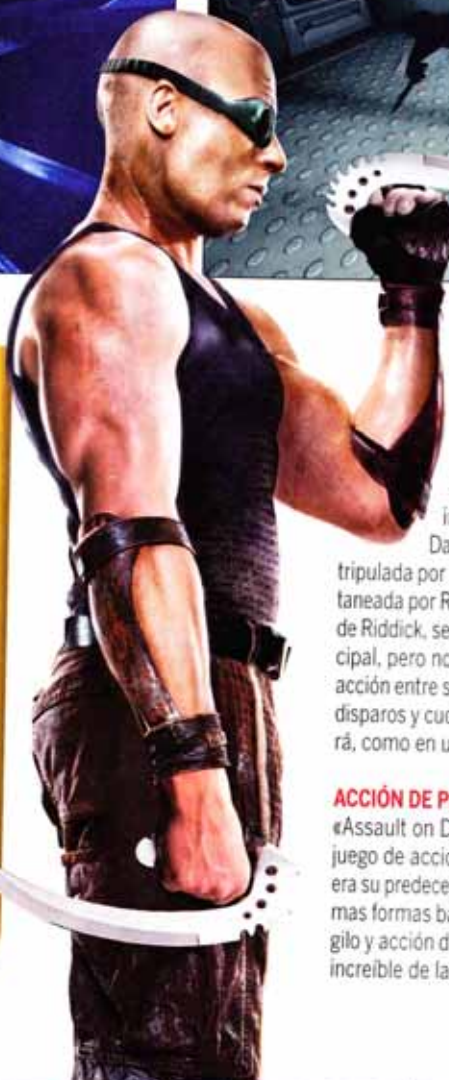 Da
tripulada por
taneada por R
de Riddick, se
cipal, pero no
acción entre s
disparos y cuc
rá, como en u
ACCIÓN DE P
«Assault on D
juego de acció
era su predece
mas formas ba
gilo y acción d
increíble de la